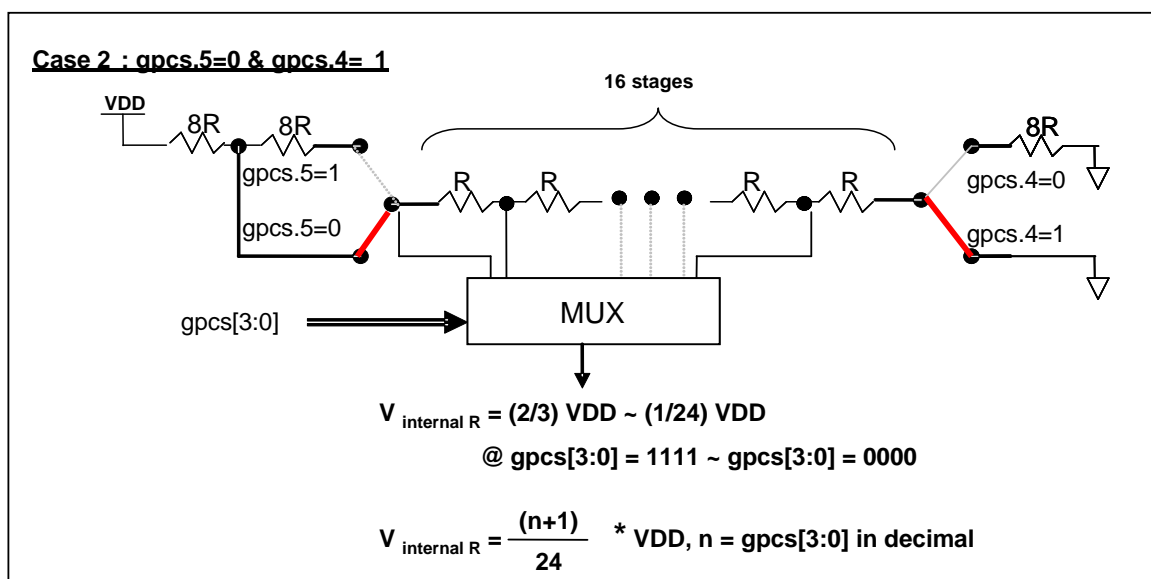 Case 2 : gpcs.5=0 & gpcs.4= 1
16 stages
VDD
8R
8R
8R
gpcs.5=1
R
R
R
R
gpcs.4=0
gpcs.5=0
gpcs.4=1
gpcs[3:0]
MUX
V internal R = (2/3) VDD ~ (1/24) VDD
@ gpcs[3:0] = 1111 ~ gpcs[3:0] = 0000
V internal R = (n+1) / 24 * VDD, n = gpcs[3:0] in decimal